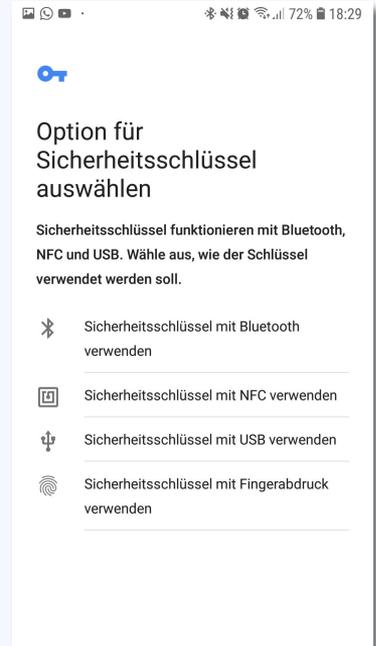 72% 18:29
Option für
Sicherheitsschlüssel
auswählen
Sicherheitsschlüssel funktionieren mit Bluetooth,
NFC und USB. Wähle aus, wie der Schlüssel
verwendet werden soll.
Sicherheitsschlüssel mit Bluetooth
verwenden
Sicherheitsschlüssel mit NFC verwenden
Sicherheitsschlüssel mit USB verwenden
Sicherheitsschlüssel mit Fingerabdruck
verwenden